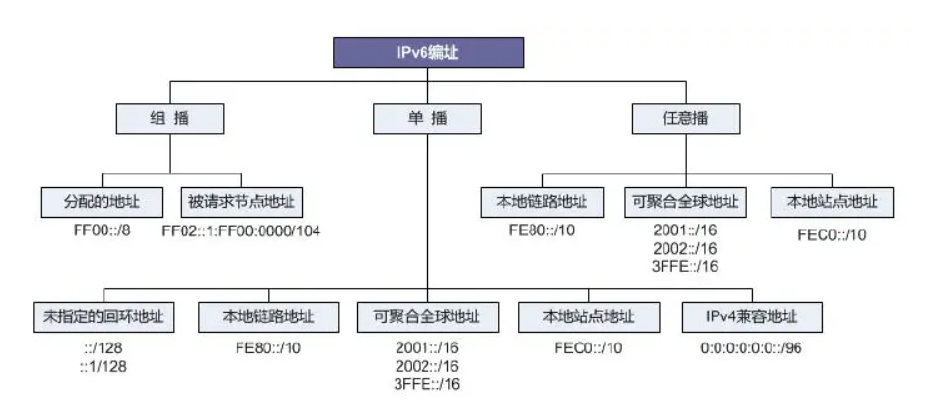 IPv6编址
组 播
单 播
任意播
分配的地址
FF00::/8
被请求节点地址
FF02::1:FF00:0000/104
本地链路地址
FE80::/10
可聚合全球地址
2001::/16
2002::/16
3FFE::/16
本地站点地址
FEC0::/10
未指定的回环地址
::/128
::1/128
本地链路地址
FE80::/10
可聚合全球地址
2001::/16
2002::/16
3FFE::/16
本地站点地址
FEC0::/10
IPv4兼容地址
0:0:0:0:0:0::/96